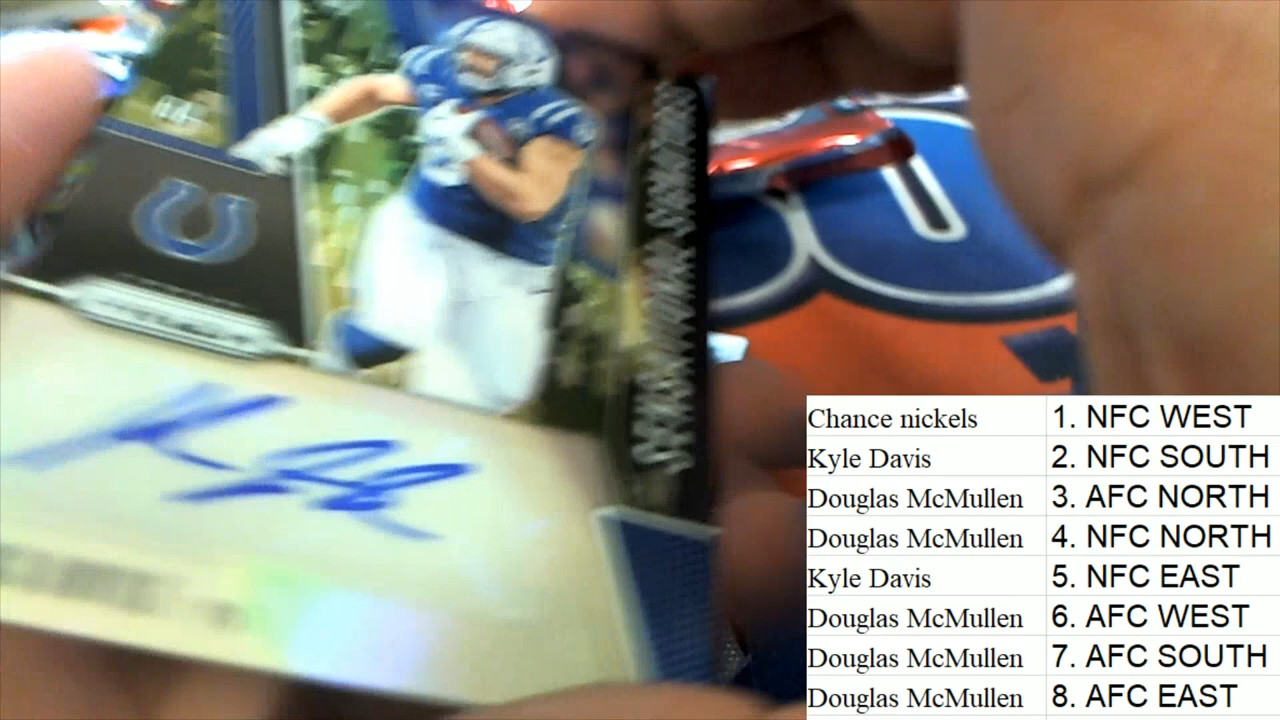 SIGNATURE SERIES
Chance nickels 1. NFC WEST
Kyle Davis 2. NFC SOUTH
Douglas McMullen 3. AFC NORTH
Douglas McMullen 4. NFC NORTH
Kyle Davis 5. NFC EAST
Douglas McMullen 6. AFC WEST
Douglas McMullen 7. AFC SOUTH
Douglas McMullen 8. AFC EAST